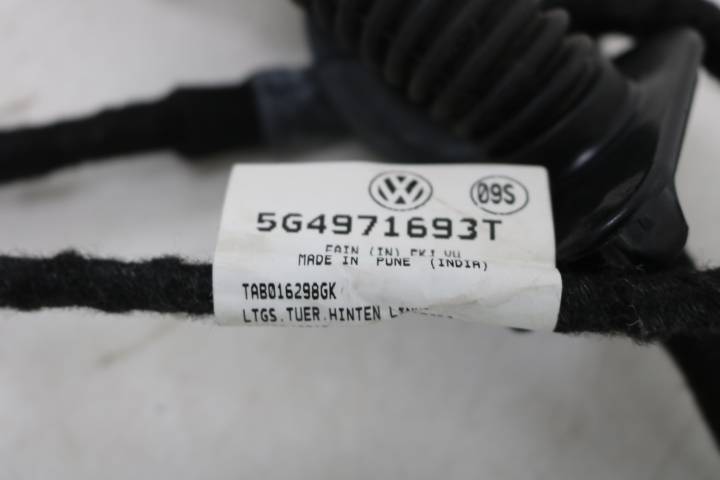 09S
5G4971693T
MADE IN PUNE (INDIA)
TAB016298GK
LTGS.TUER.HINTEN